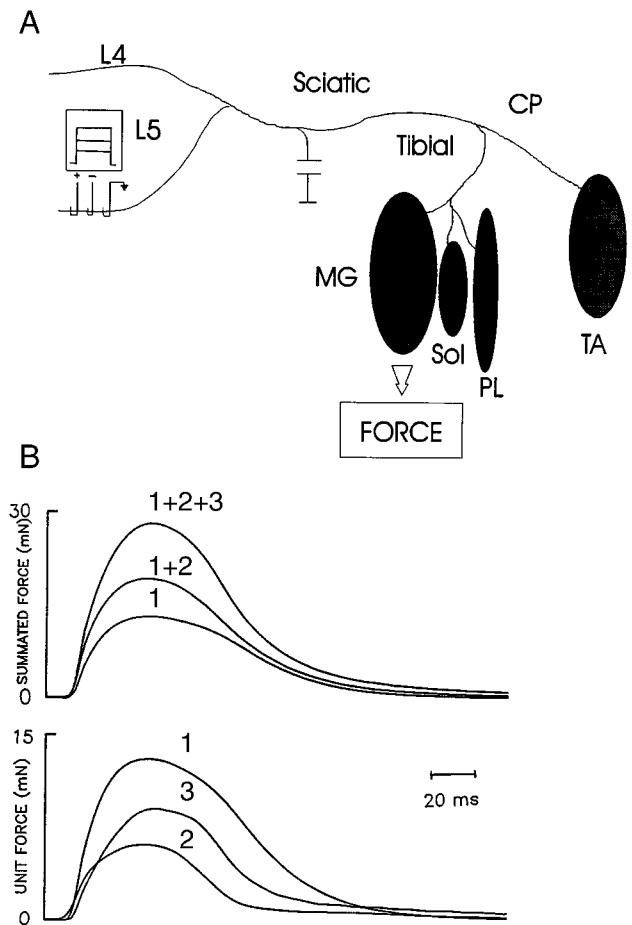 A
L4
Sciatic
CP
L5
Tibial
+ −
MG
Sol
PL
TA
FORCE
B
30
SUMMATED FORCE (mN)
0
1+2+3
1+2
1
15
UNIT FORCE (mN)
0
1
3
2
20 ms